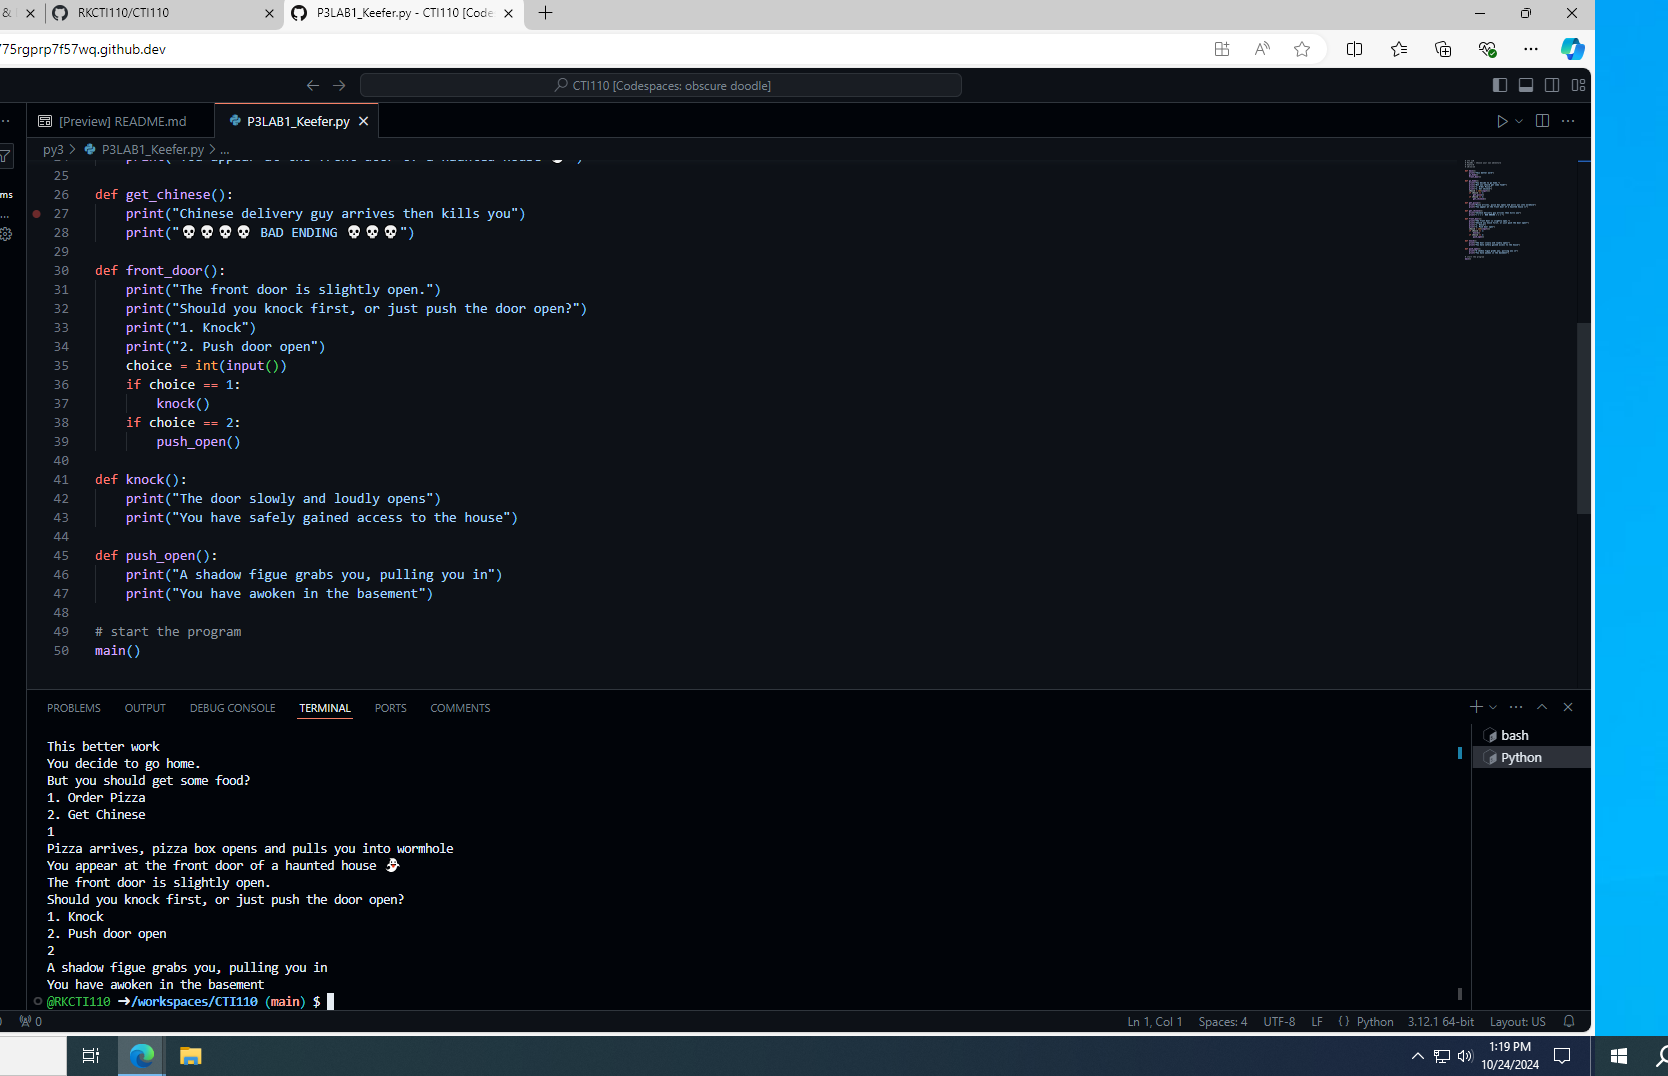 &
RKCTI110/CTI110
P3LAB1_Keefer.py - CTI110 [Code
75rgprp7f57wq.github.dev
CTI110 [Codespaces: obscure doodle]
[Preview] README.md
P3LAB1_Keefer.py
py3 > P3LAB1_Keefer.py > ...
ms
25
26 def get_chinese():
27     print("Chinese delivery guy arrives then kills you")
28     print("💀💀💀💀 BAD ENDING 💀💀💀")
29
30 def front_door():
31     print("The front door is slightly open.")
32     print("Should you knock first, or just push the door open?")
33     print("1. Knock")
34     print("2. Push door open")
35     choice = int(input())
36     if choice == 1:
37         knock()
38     if choice == 2:
39         push_open()
40
41 def knock():
42     print("The door slowly and loudly opens")
43     print("You have safely gained access to the house")
44
45 def push_open():
46     print("A shadow figue grabs you, pulling you in")
47     print("You have awoken in the basement")
48
49 # start the program
50 main()
PROBLEMS OUTPUT DEBUG CONSOLE TERMINAL PORTS COMMENTS
bash
Python
This better work
You decide to go home.
But you should get some food?
1. Order Pizza
2. Get Chinese
1
Pizza arrives, pizza box opens and pulls you into wormhole
You appear at the front door of a haunted house 👻
The front door is slightly open.
Should you knock first, or just push the door open?
1. Knock
2. Push door open
2
A shadow figue grabs you, pulling you in
You have awoken in the basement
@RKCTI110 ➜/workspaces/CTI110 (main) $
0
Ln 1, Col 1 Spaces: 4 UTF-8 LF {} Python 3.12.1 64-bit Layout: US
1:19 PM
10/24/2024